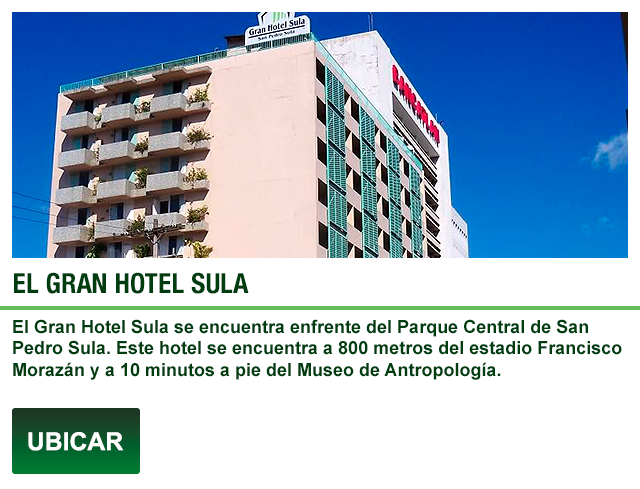 Gran Hotel Sula
San Pedro Sula
BANCATLAN
EL GRAN HOTEL SULA
El Gran Hotel Sula se encuentra enfrente del Parque Central de San
Pedro Sula. Este hotel se encuentra a 800 metros del estadio Francisco
Morazán y a 10 minutos a pie del Museo de Antropología.
UBICAR